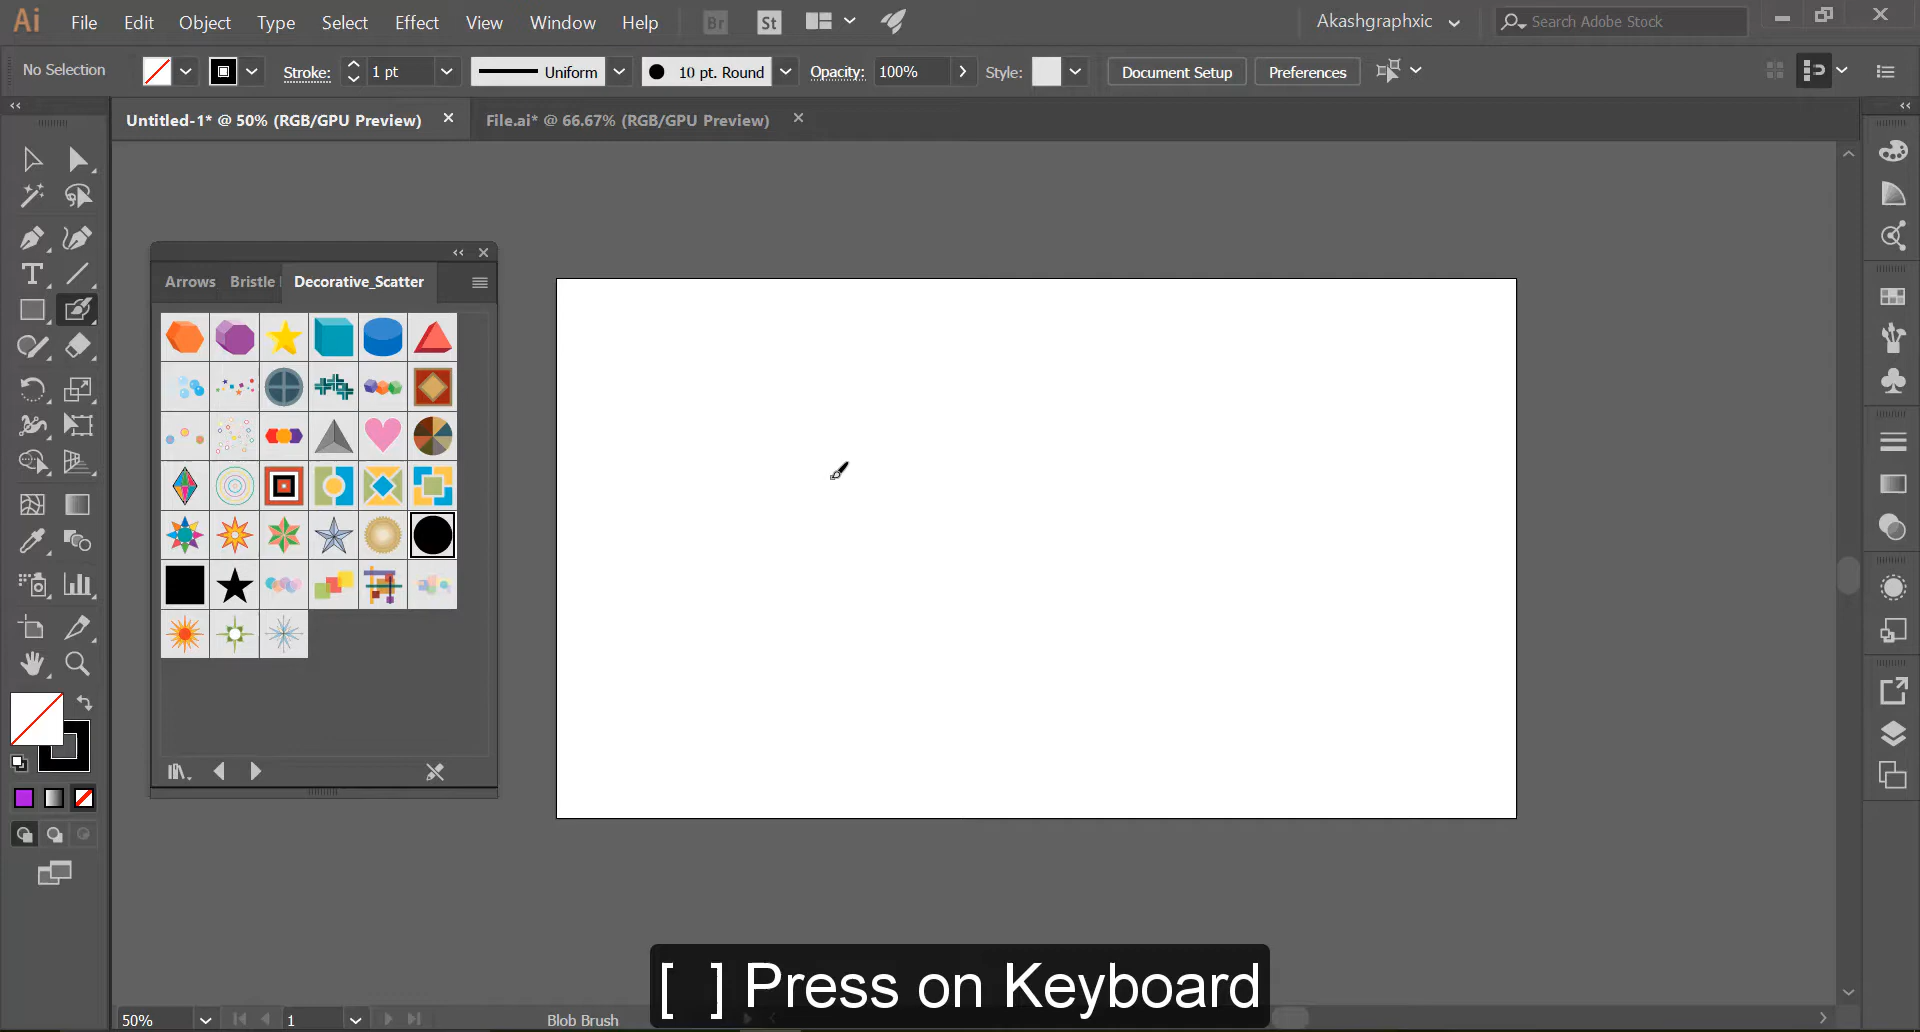 Ai File Edit Object Type Select Effect View Window Help Br St Akashgraphxic Search Adobe Stock
No Selection Stroke: 1 pt Uniform 10 pt. Round Opacity: 100% Style: Document Setup Preferences
Untitled-1* @ 50% (RGB/GPU Preview) File.ai* @ 66.67% (RGB/GPU Preview)
Arrows Bristle Decorative_Scatter
[ ] Press on Keyboard
50% 1 Blob Brush